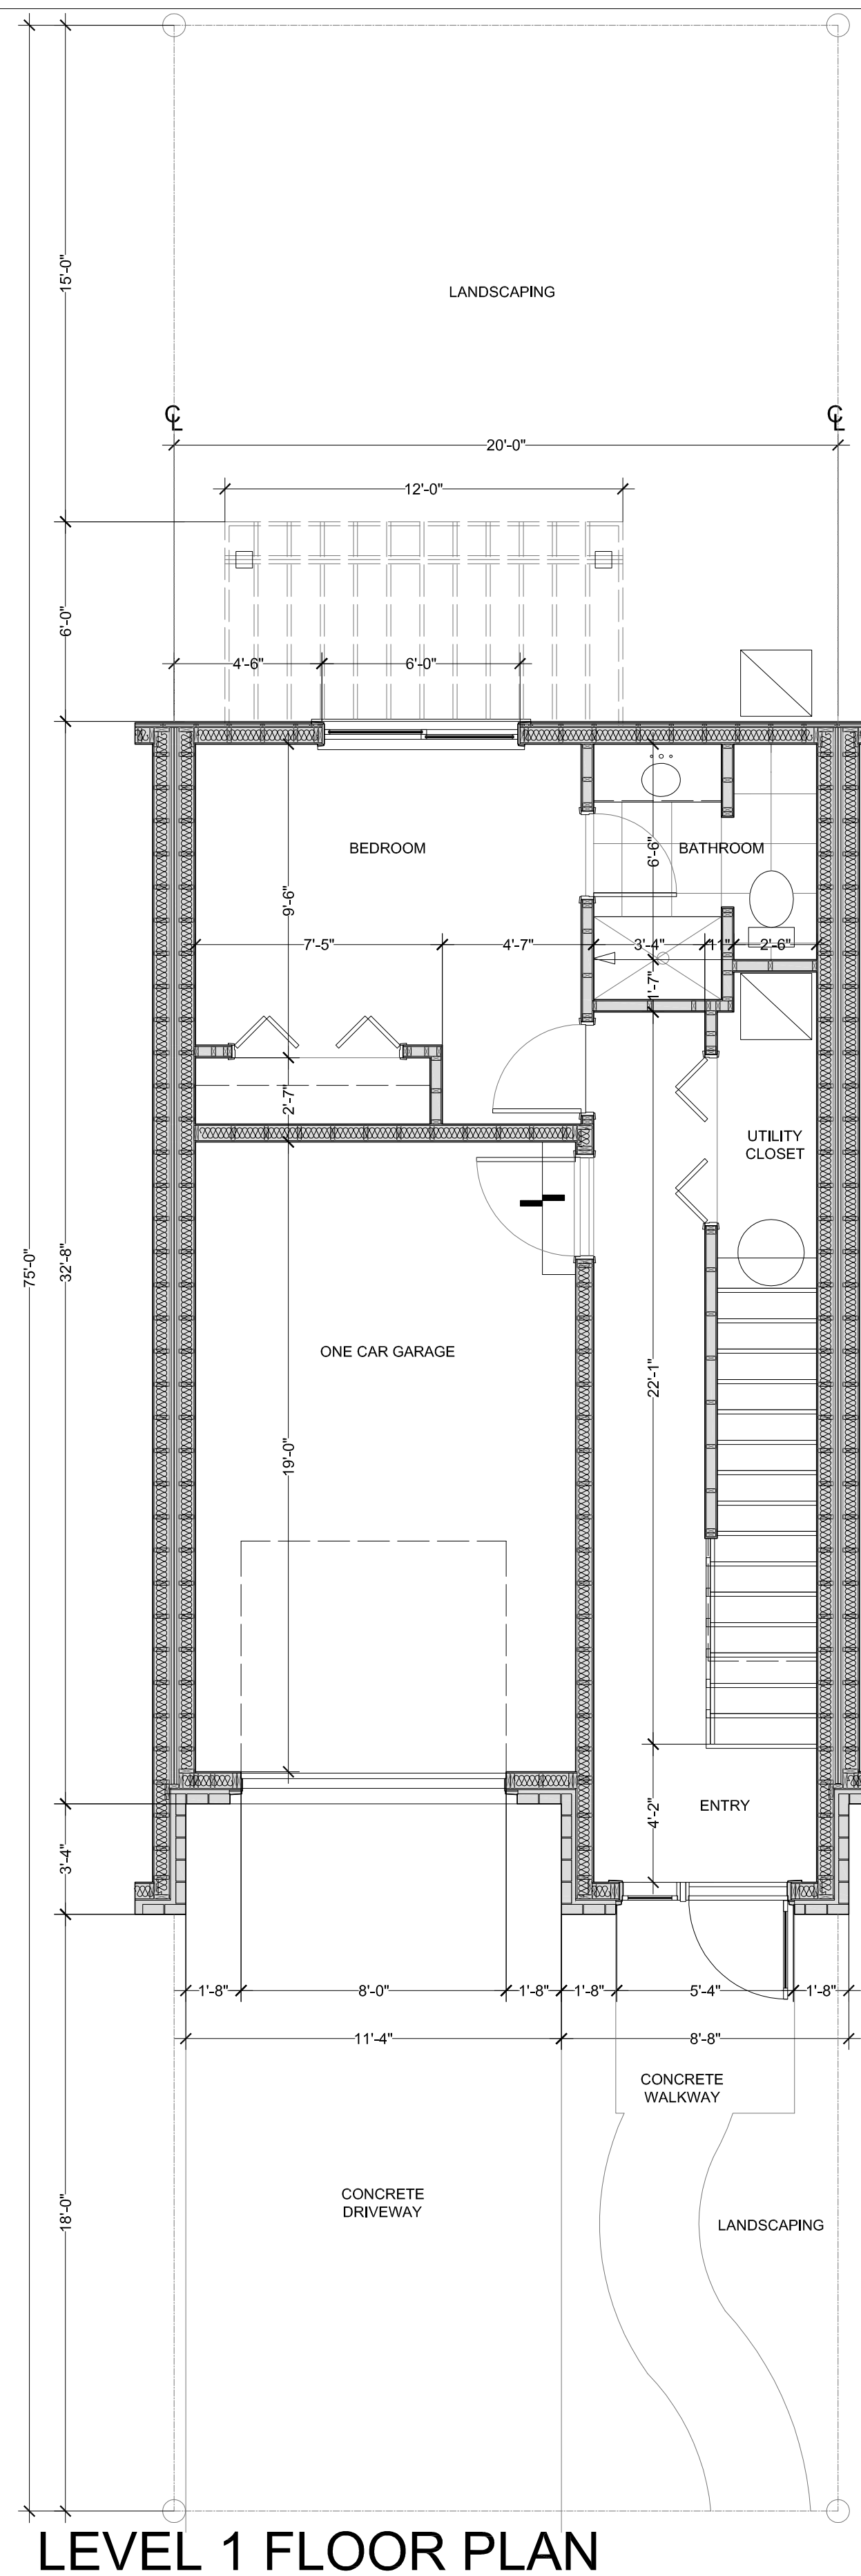 15'-0"
LANDSCAPING
℄
℄
20'-0"
12'-0"
6'-0"
4'-6"
6'-0"
BEDROOM
BATHROOM
6'-6"
9'-6"
7'-5"
4'-7"
3'-4"
11"
2'-6"
1'-7"
2'-7"
UTILITY
CLOSET
75'-0"
32'-8"
ONE CAR GARAGE
22'-1"
19'-0"
ENTRY
4'-2"
3'-4"
1'-8"
8'-0"
1'-8"
1'-8"
5'-4"
1'-8"
11'-4"
8'-8"
CONCRETE
WALKWAY
CONCRETE
DRIVEWAY
18'-0"
LANDSCAPING
LEVEL 1 FLOOR PLAN